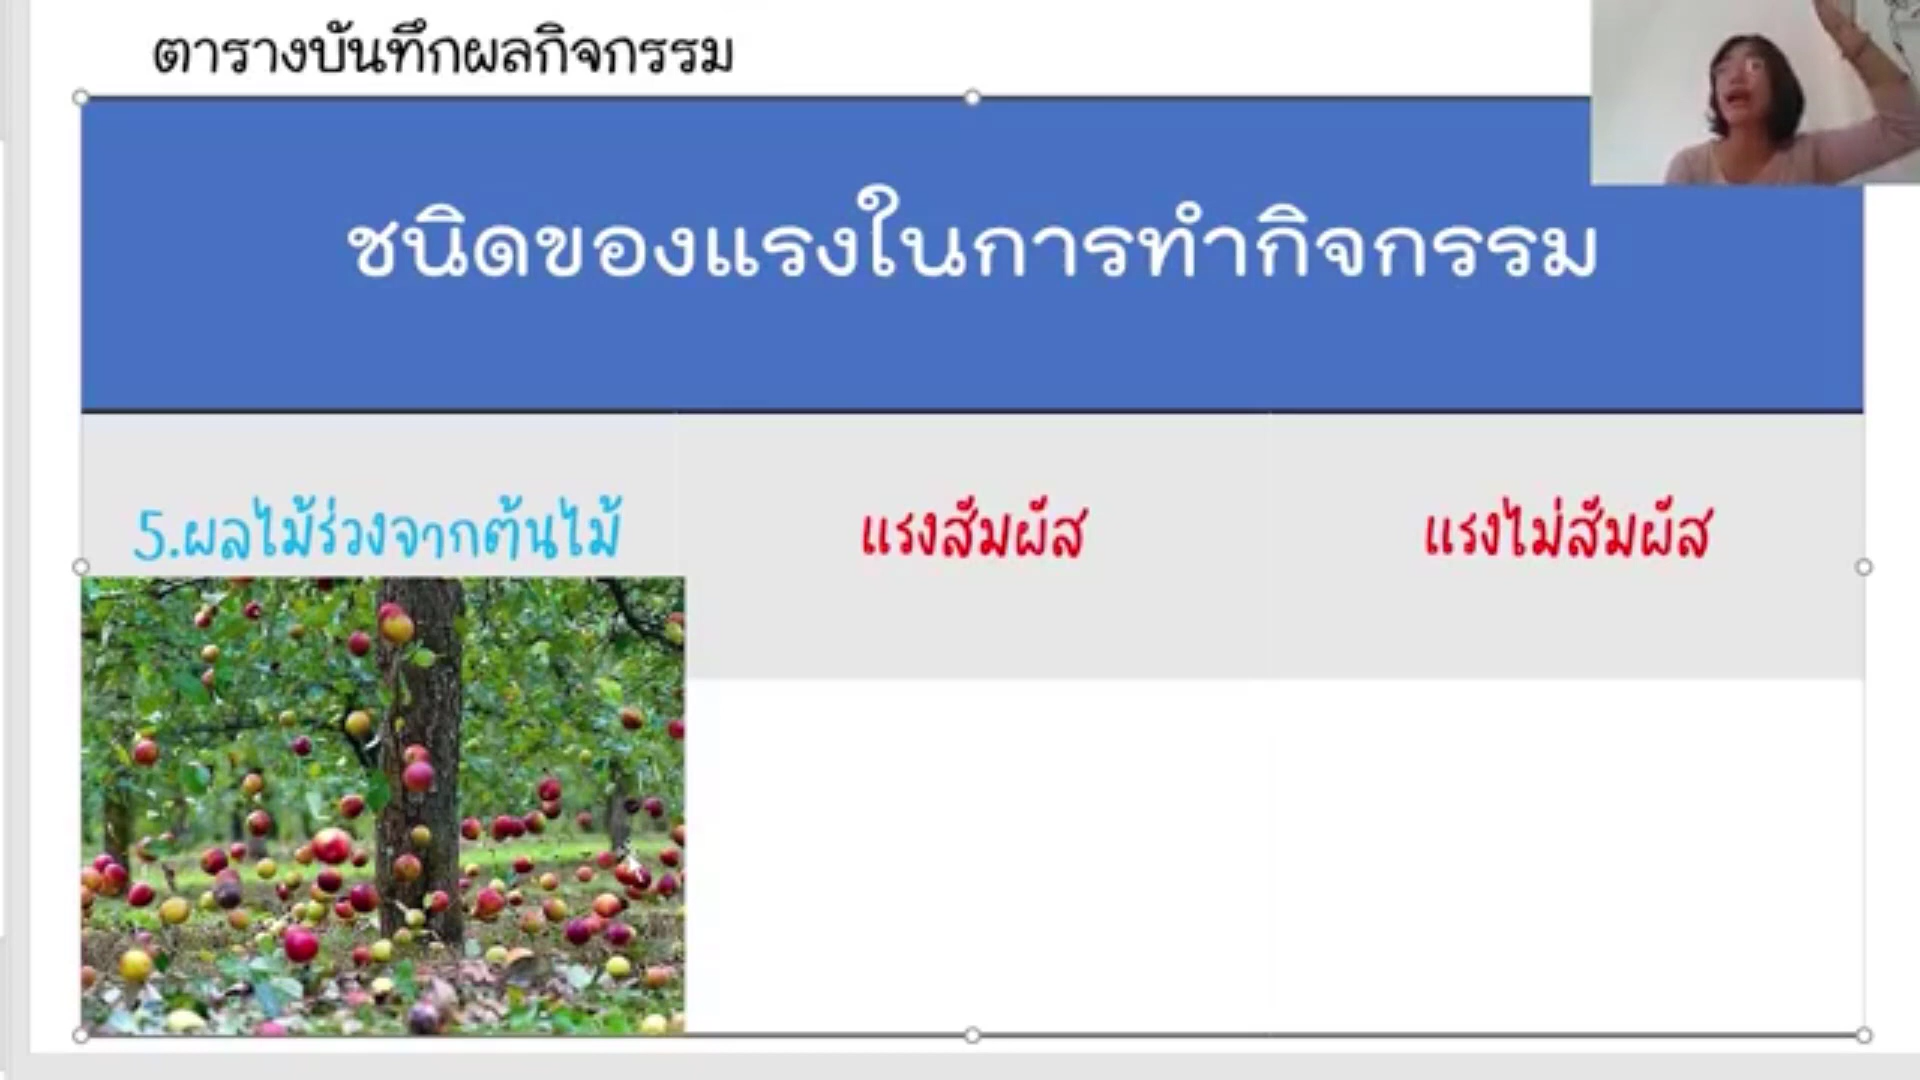 ตารางบันทึกผลกิจกรรม
ชนิดของแรงในการทำกิจกรรม
5.ผลไม้ร่วงจากต้นไม้
แรงสัมผัส
แรงไม่สัมผัส